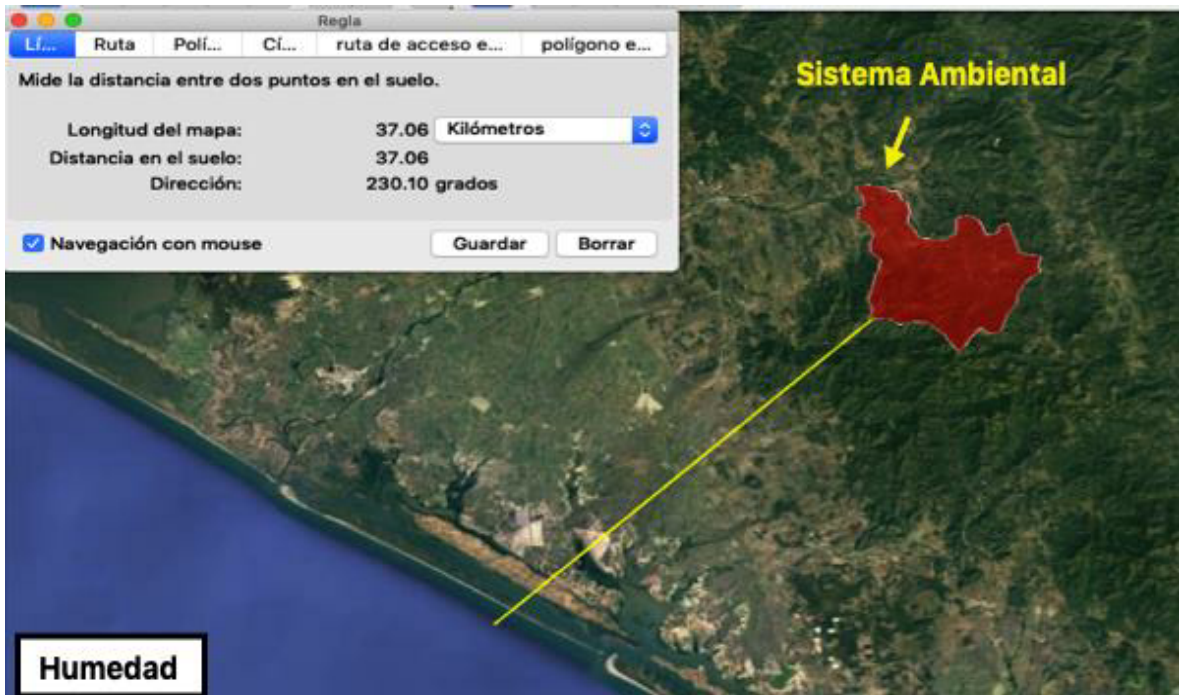 Regla
Lí... Ruta Polí... Cí... ruta de acceso e... polígono e...
Mide la distancia entre dos puntos en el suelo.
Longitud del mapa: 37.06 Kilómetros
Distancia en el suelo: 37.06
Dirección: 230.10 grados
Navegación con mouse Guardar Borrar
Sistema Ambiental
Humedad